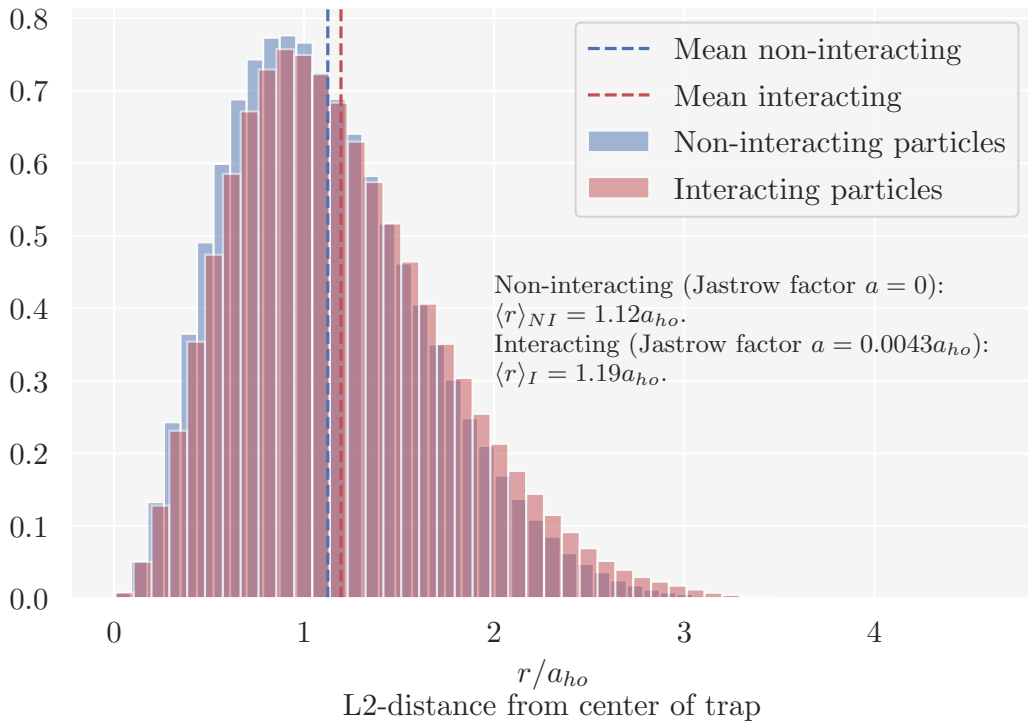 0.8
0.7
0.6
0.5
0.4
0.3
0.2
0.1
0.0
Mean non-interacting
Mean interacting
Non-interacting particles
Interacting particles
Non-interacting (Jastrow factor a = 0):
⟨r⟩_{NI} = 1.12a_{ho}.
Interacting (Jastrow factor a = 0.0043a_{ho}):
⟨r⟩_I = 1.19a_{ho}.
0 1 2 3 4
r/a_{ho}
L2-distance from center of trap